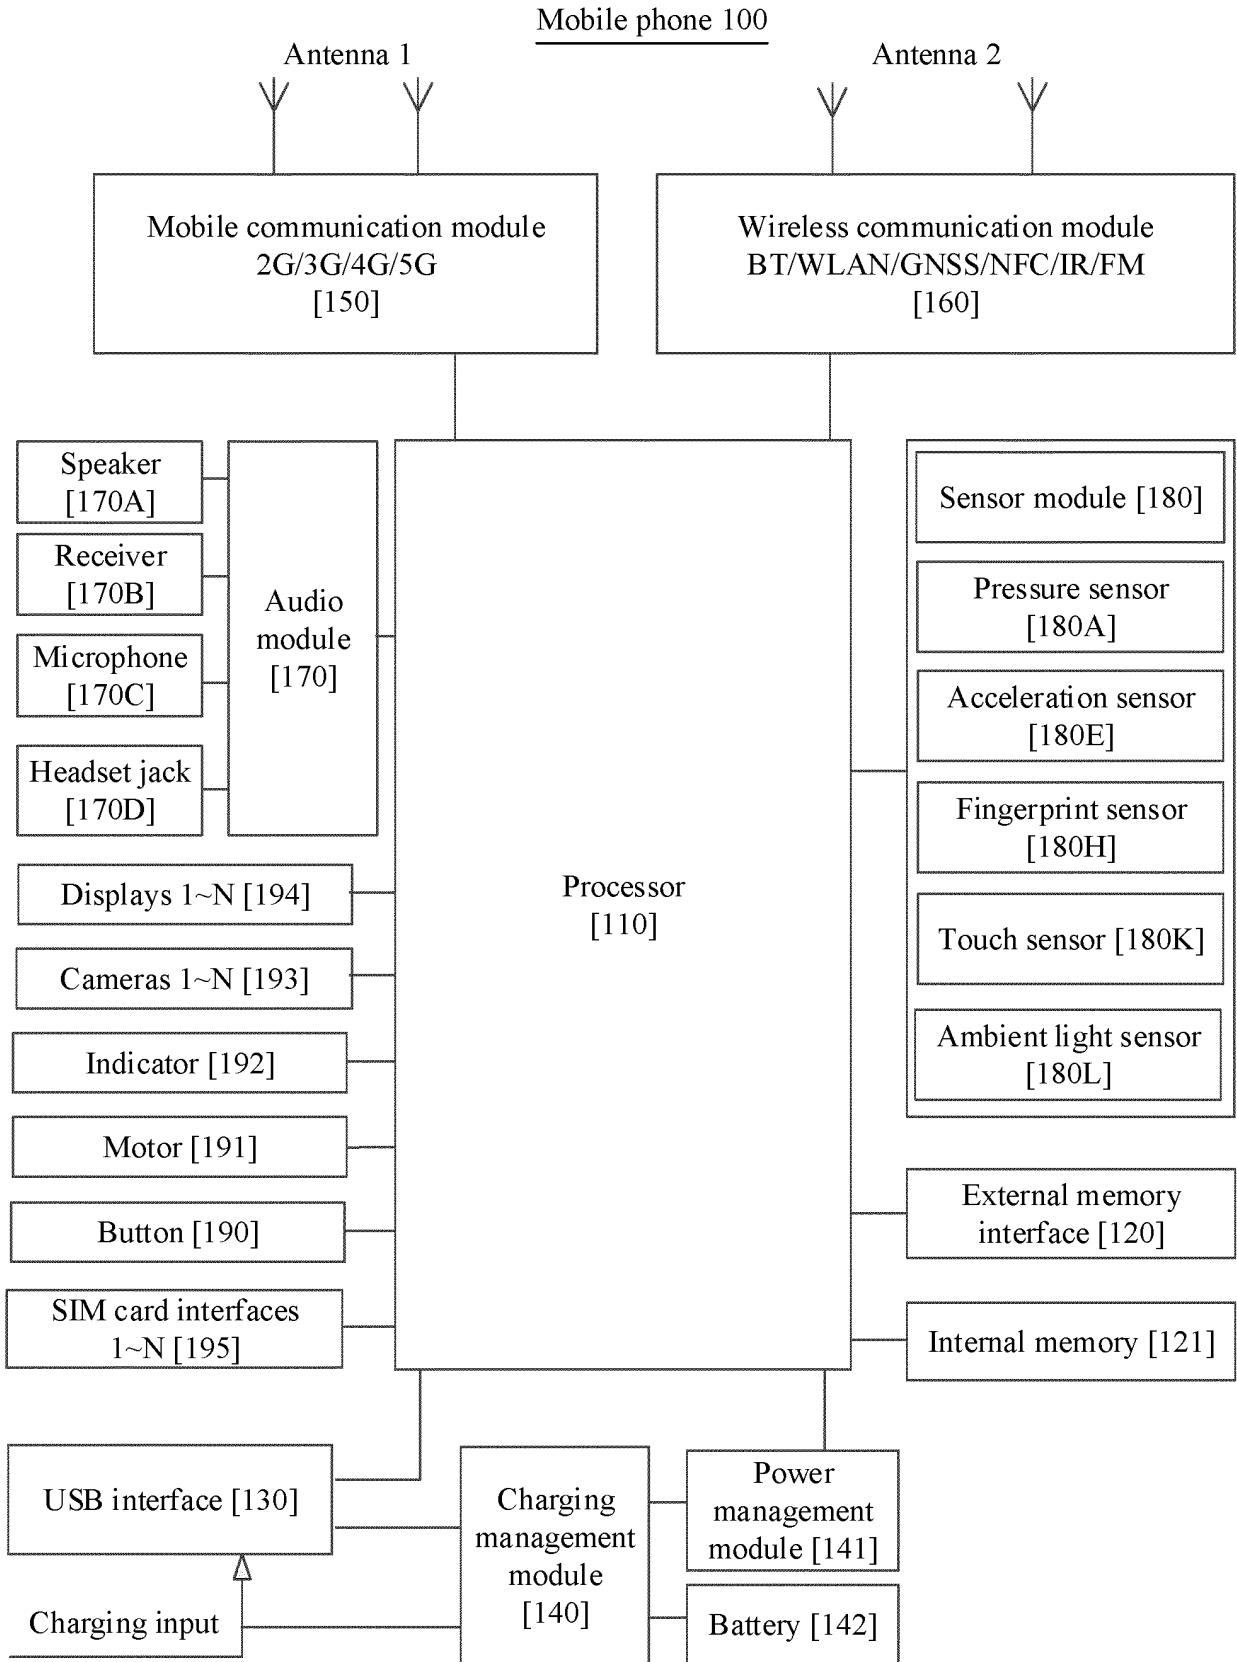 Mobile phone 100
Antenna 1
Antenna 2
Mobile communication module
2G/3G/4G/5G
[150]
Wireless communication module
BT/WLAN/GNSS/NFC/IR/FM
[160]
Speaker
[170A]
Receiver
[170B]
Microphone
[170C]
Headset jack
[170D]
Audio
module
[170]
Displays 1~N [194]
Cameras 1~N [193]
Indicator [192]
Motor [191]
Button [190]
SIM card interfaces
1~N [195]
Processor
[110]
Sensor module [180]
Pressure sensor
[180A]
Acceleration sensor
[180E]
Fingerprint sensor
[180H]
Touch sensor [180K]
Ambient light sensor
[180L]
External memory
interface [120]
Internal memory [121]
USB interface [130]
Charging input
Charging
management
module
[140]
Power
management
module [141]
Battery [142]